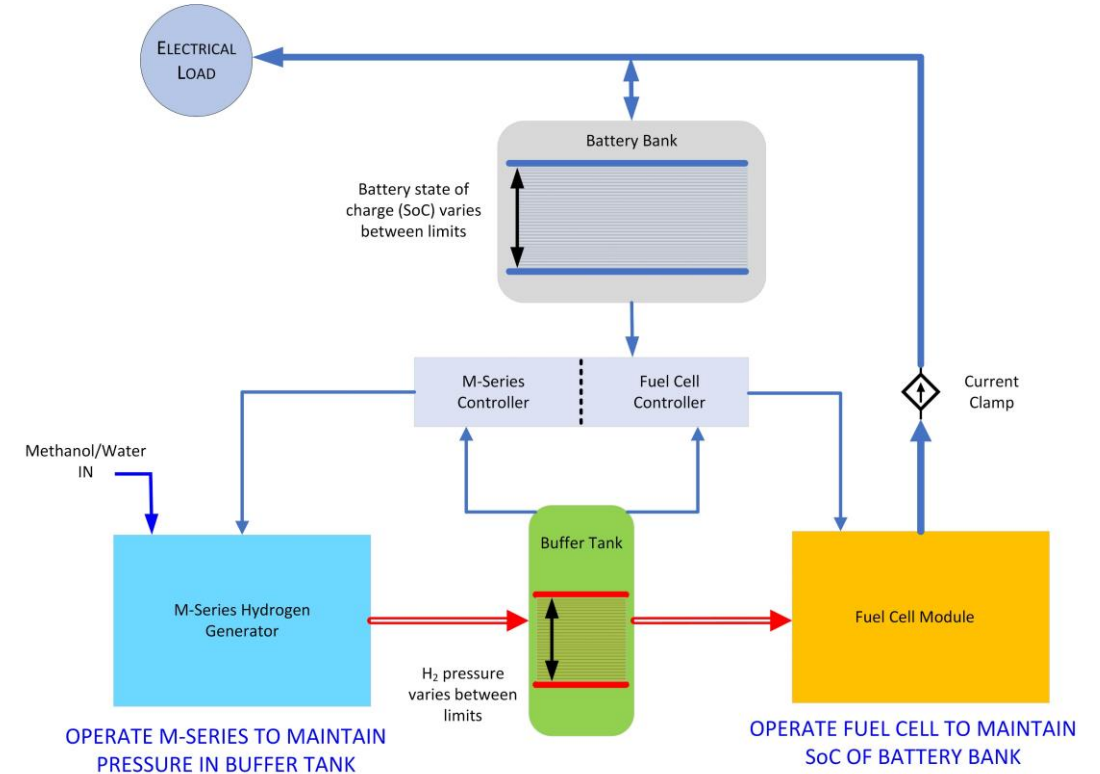 ELECTRICAL
LOAD
Battery Bank
Battery state of
charge (SoC) varies
between limits
M-Series
Controller
Fuel Cell
Controller
Current
Clamp
Methanol/Water
IN
Buffer Tank
M-Series Hydrogen
Generator
Fuel Cell Module
H₂ pressure
varies between
limits
OPERATE M-SERIES TO MAINTAIN
PRESSURE IN BUFFER TANK
OPERATE FUEL CELL TO MAINTAIN
SoC OF BATTERY BANK